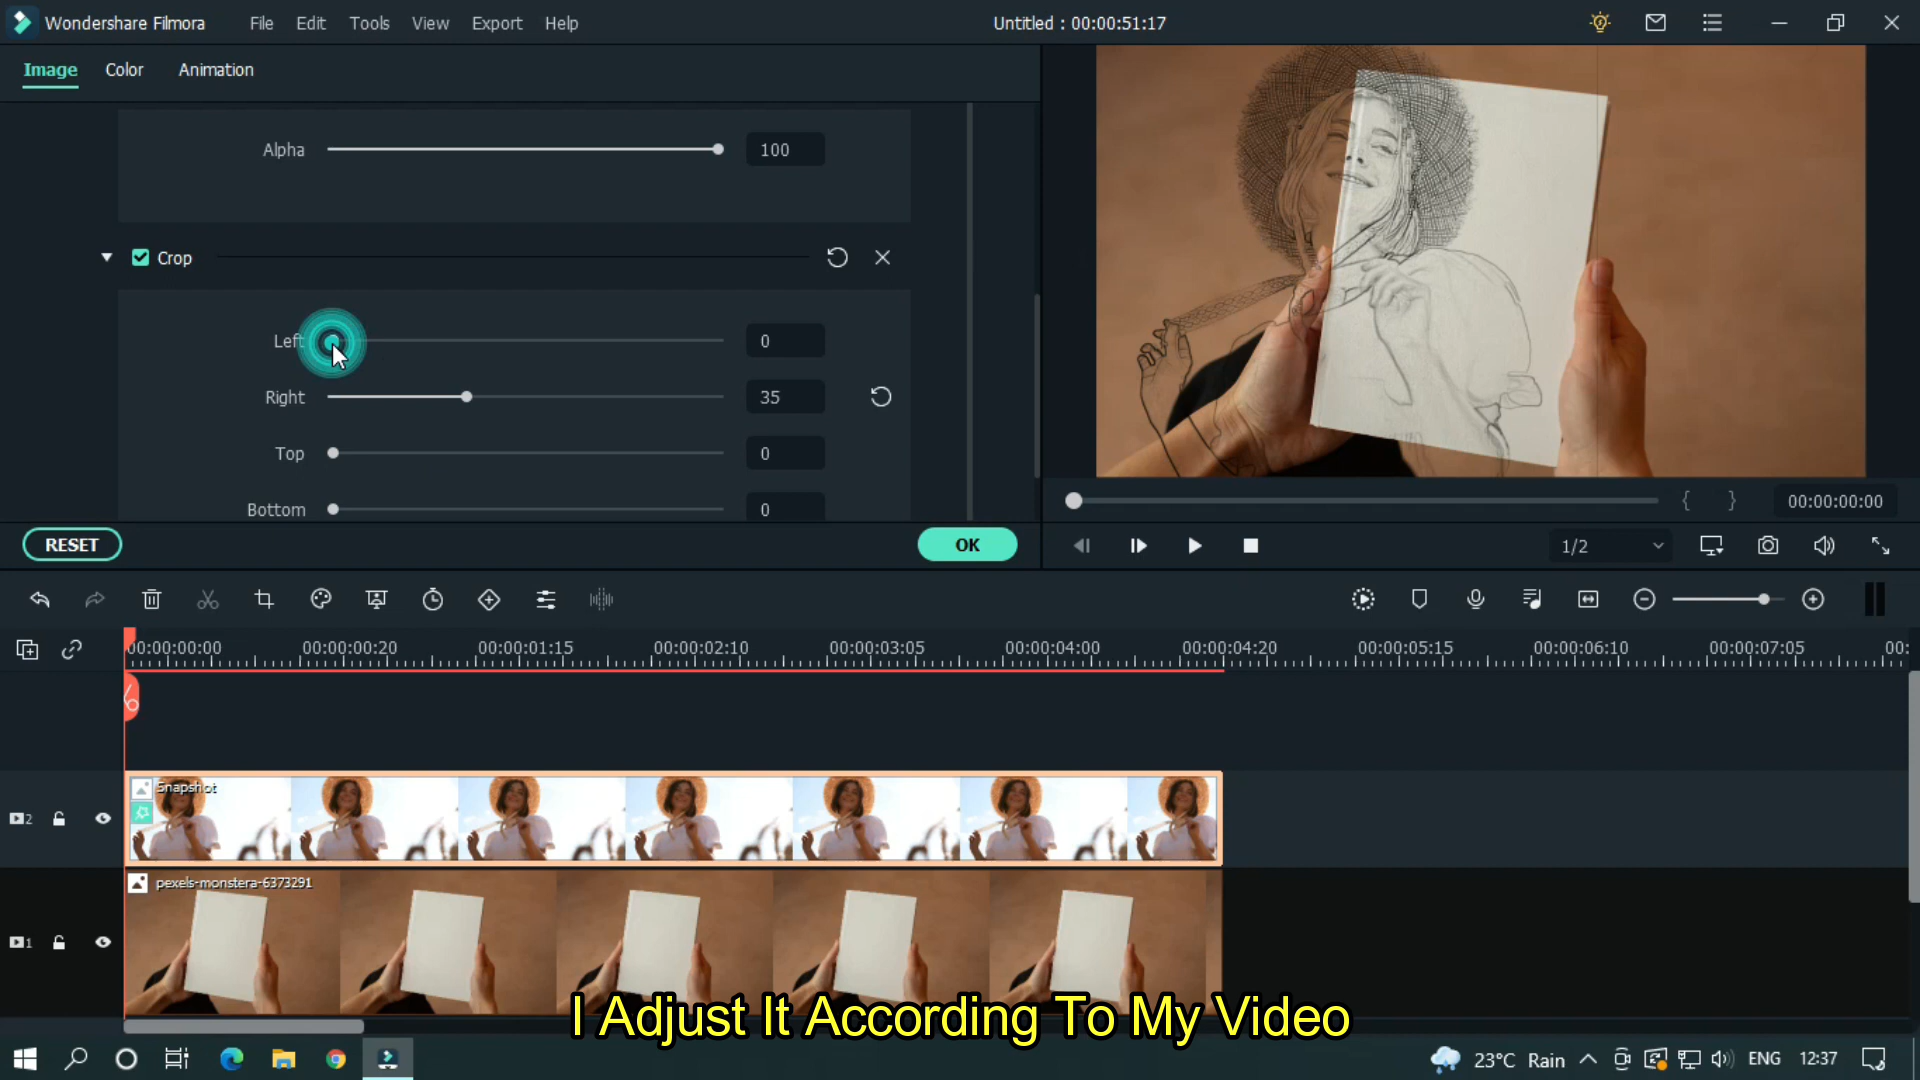 Wondershare Filmora
File Edit Tools View Export Help
Untitled : 00:00:51:17
Image Color Animation
Alpha 100
Crop
Left 0
Right 35
Top 0
Bottom 0
RESET
OK
00:00:00:00
1/2
00:00:00:00 00:00:00:20 00:00:01:15 00:00:02:10 00:00:03:05 00:00:04:00 00:00:04:20 00:00:05:15 00:00:06:10 00:00:07:05 00:
Snapshot
2
pexels-monstera-6373291
1
I Adjust It According To My Video
23°C Rain
ENG
12:37